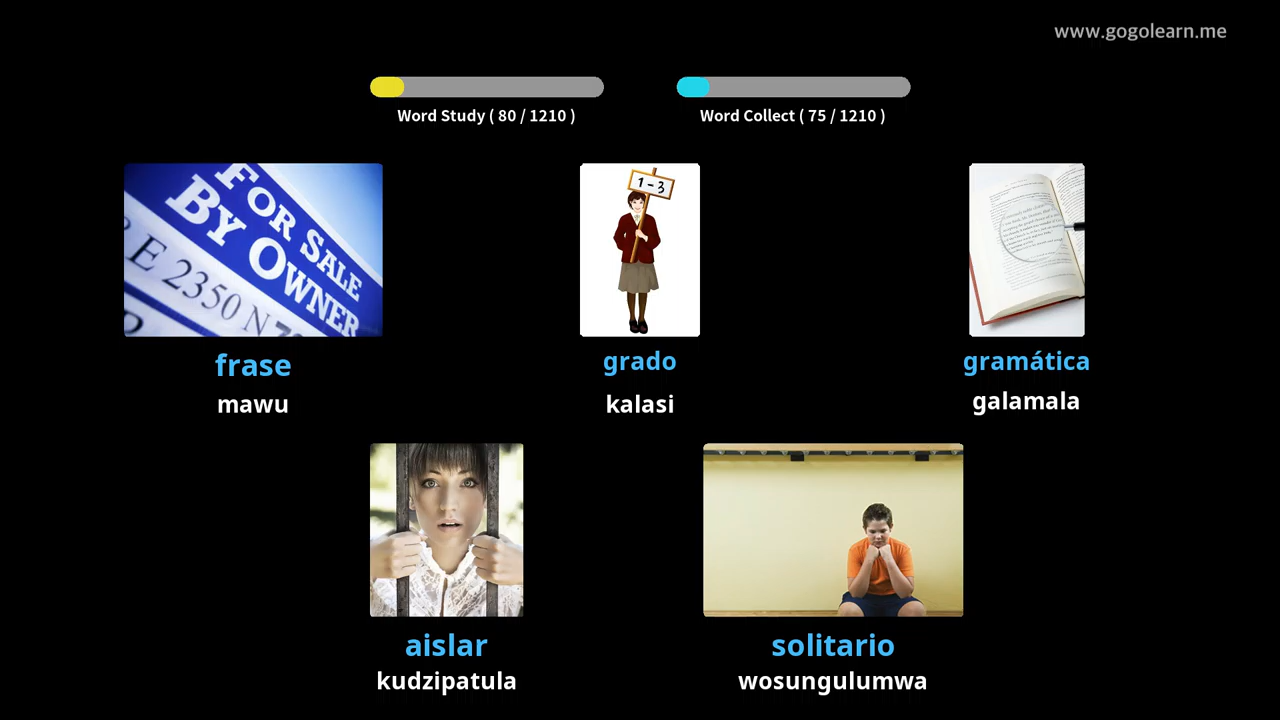 www.gogolearn.me
Word Study ( 80 / 1210 )
Word Collect ( 75 / 1210 )
FOR SALE
BY OWNER
E 2350 N
1 - 3
frase
grado
gramática
mawu
kalasi
galamala
aislar
solitario
kudzipatula
wosungulumwa